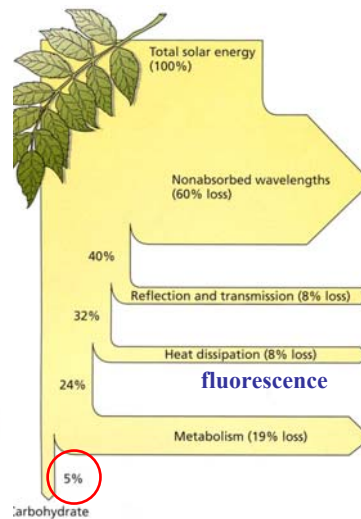 Total solar energy
(100%)
Nonabsorbed wavelengths
(60% loss)
40%
Reflection and transmission (8% loss)
32%
Heat dissipation (8% loss)
fluorescence
24%
Metabolism (19% loss)
5%
Carbohydrate